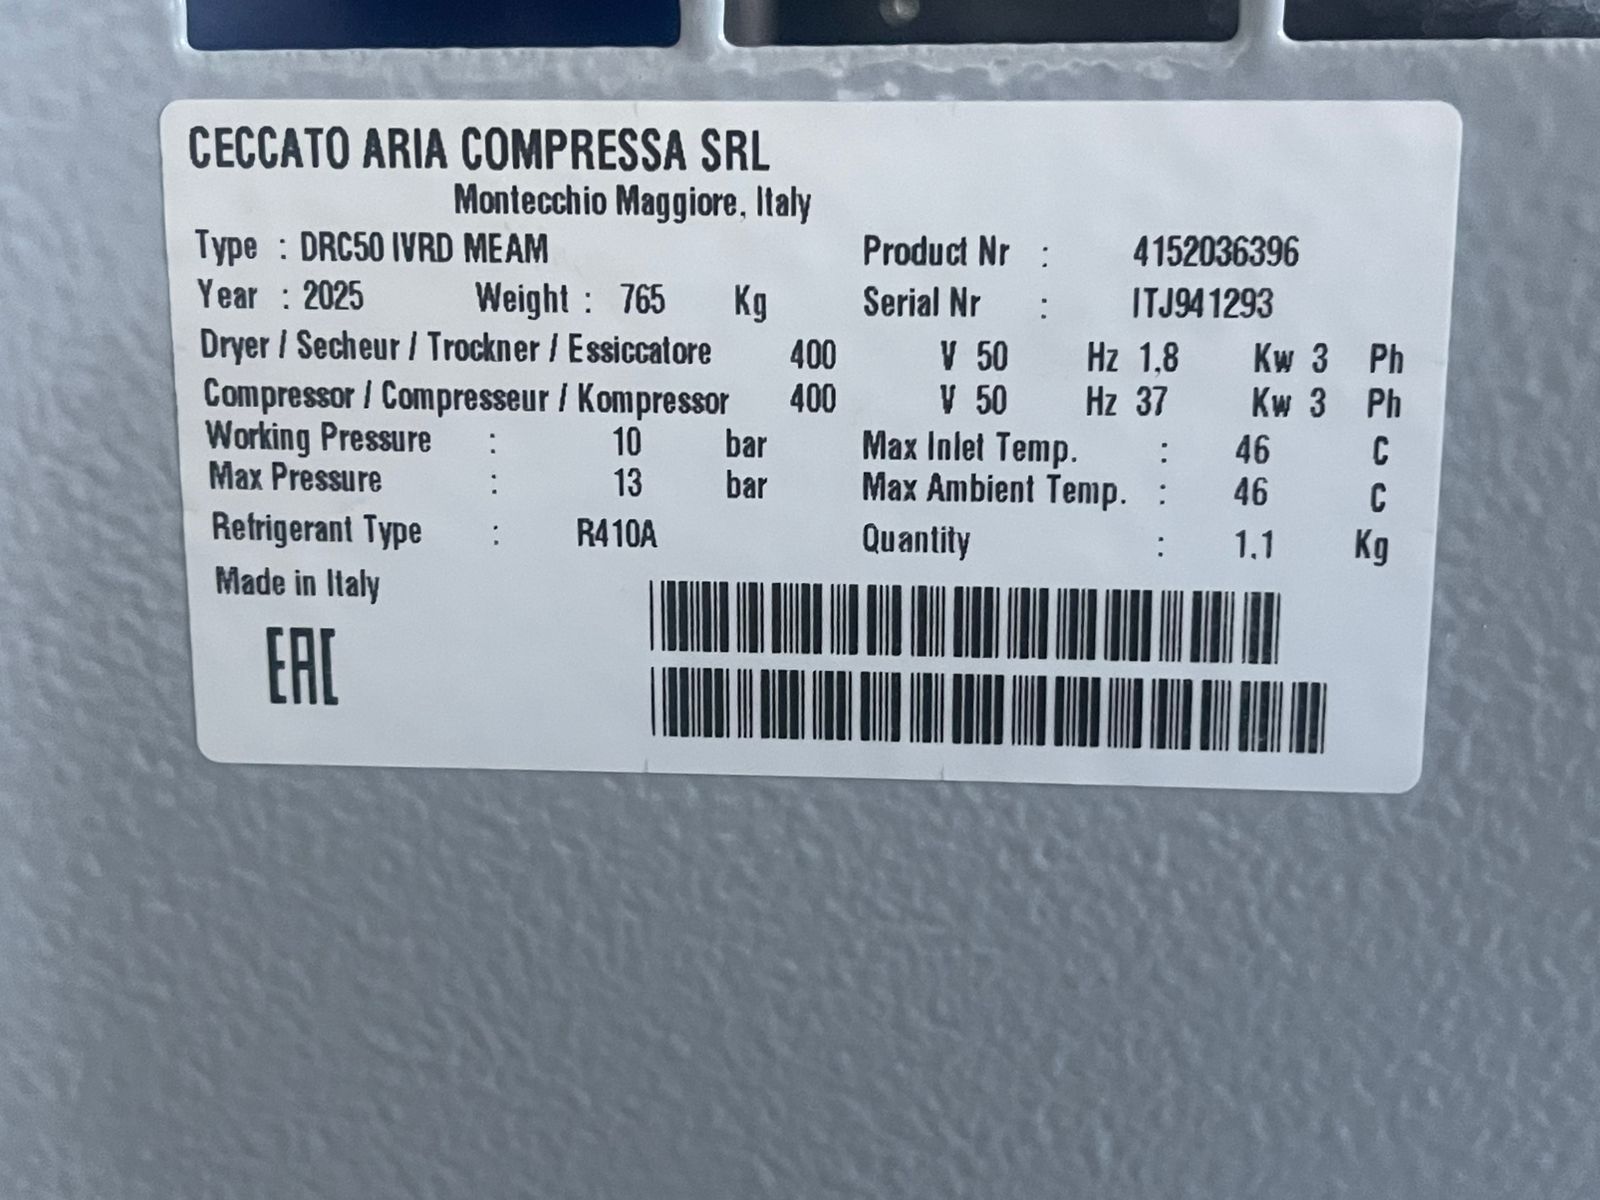 CECCATO ARIA COMPRESSA SRL
Montecchio Maggiore, Italy
Type : DRC50 IVRD MEAM Product Nr : 4152036396
Year : 2025 Weight : 765 Kg Serial Nr : ITJ941293
Dryer / Secheur / Trockner / Essiccatore 400 V 50 Hz 1,8 Kw 3 Ph
Compressor / Compresseur / Kompressor 400 V 50 Hz 37 Kw 3 Ph
Working Pressure : 10 bar Max Inlet Temp. : 46 C
Max Pressure : 13 bar Max Ambient Temp. : 46 C
Refrigerant Type : R410A Quantity : 1.1 Kg
Made in Italy
EAC